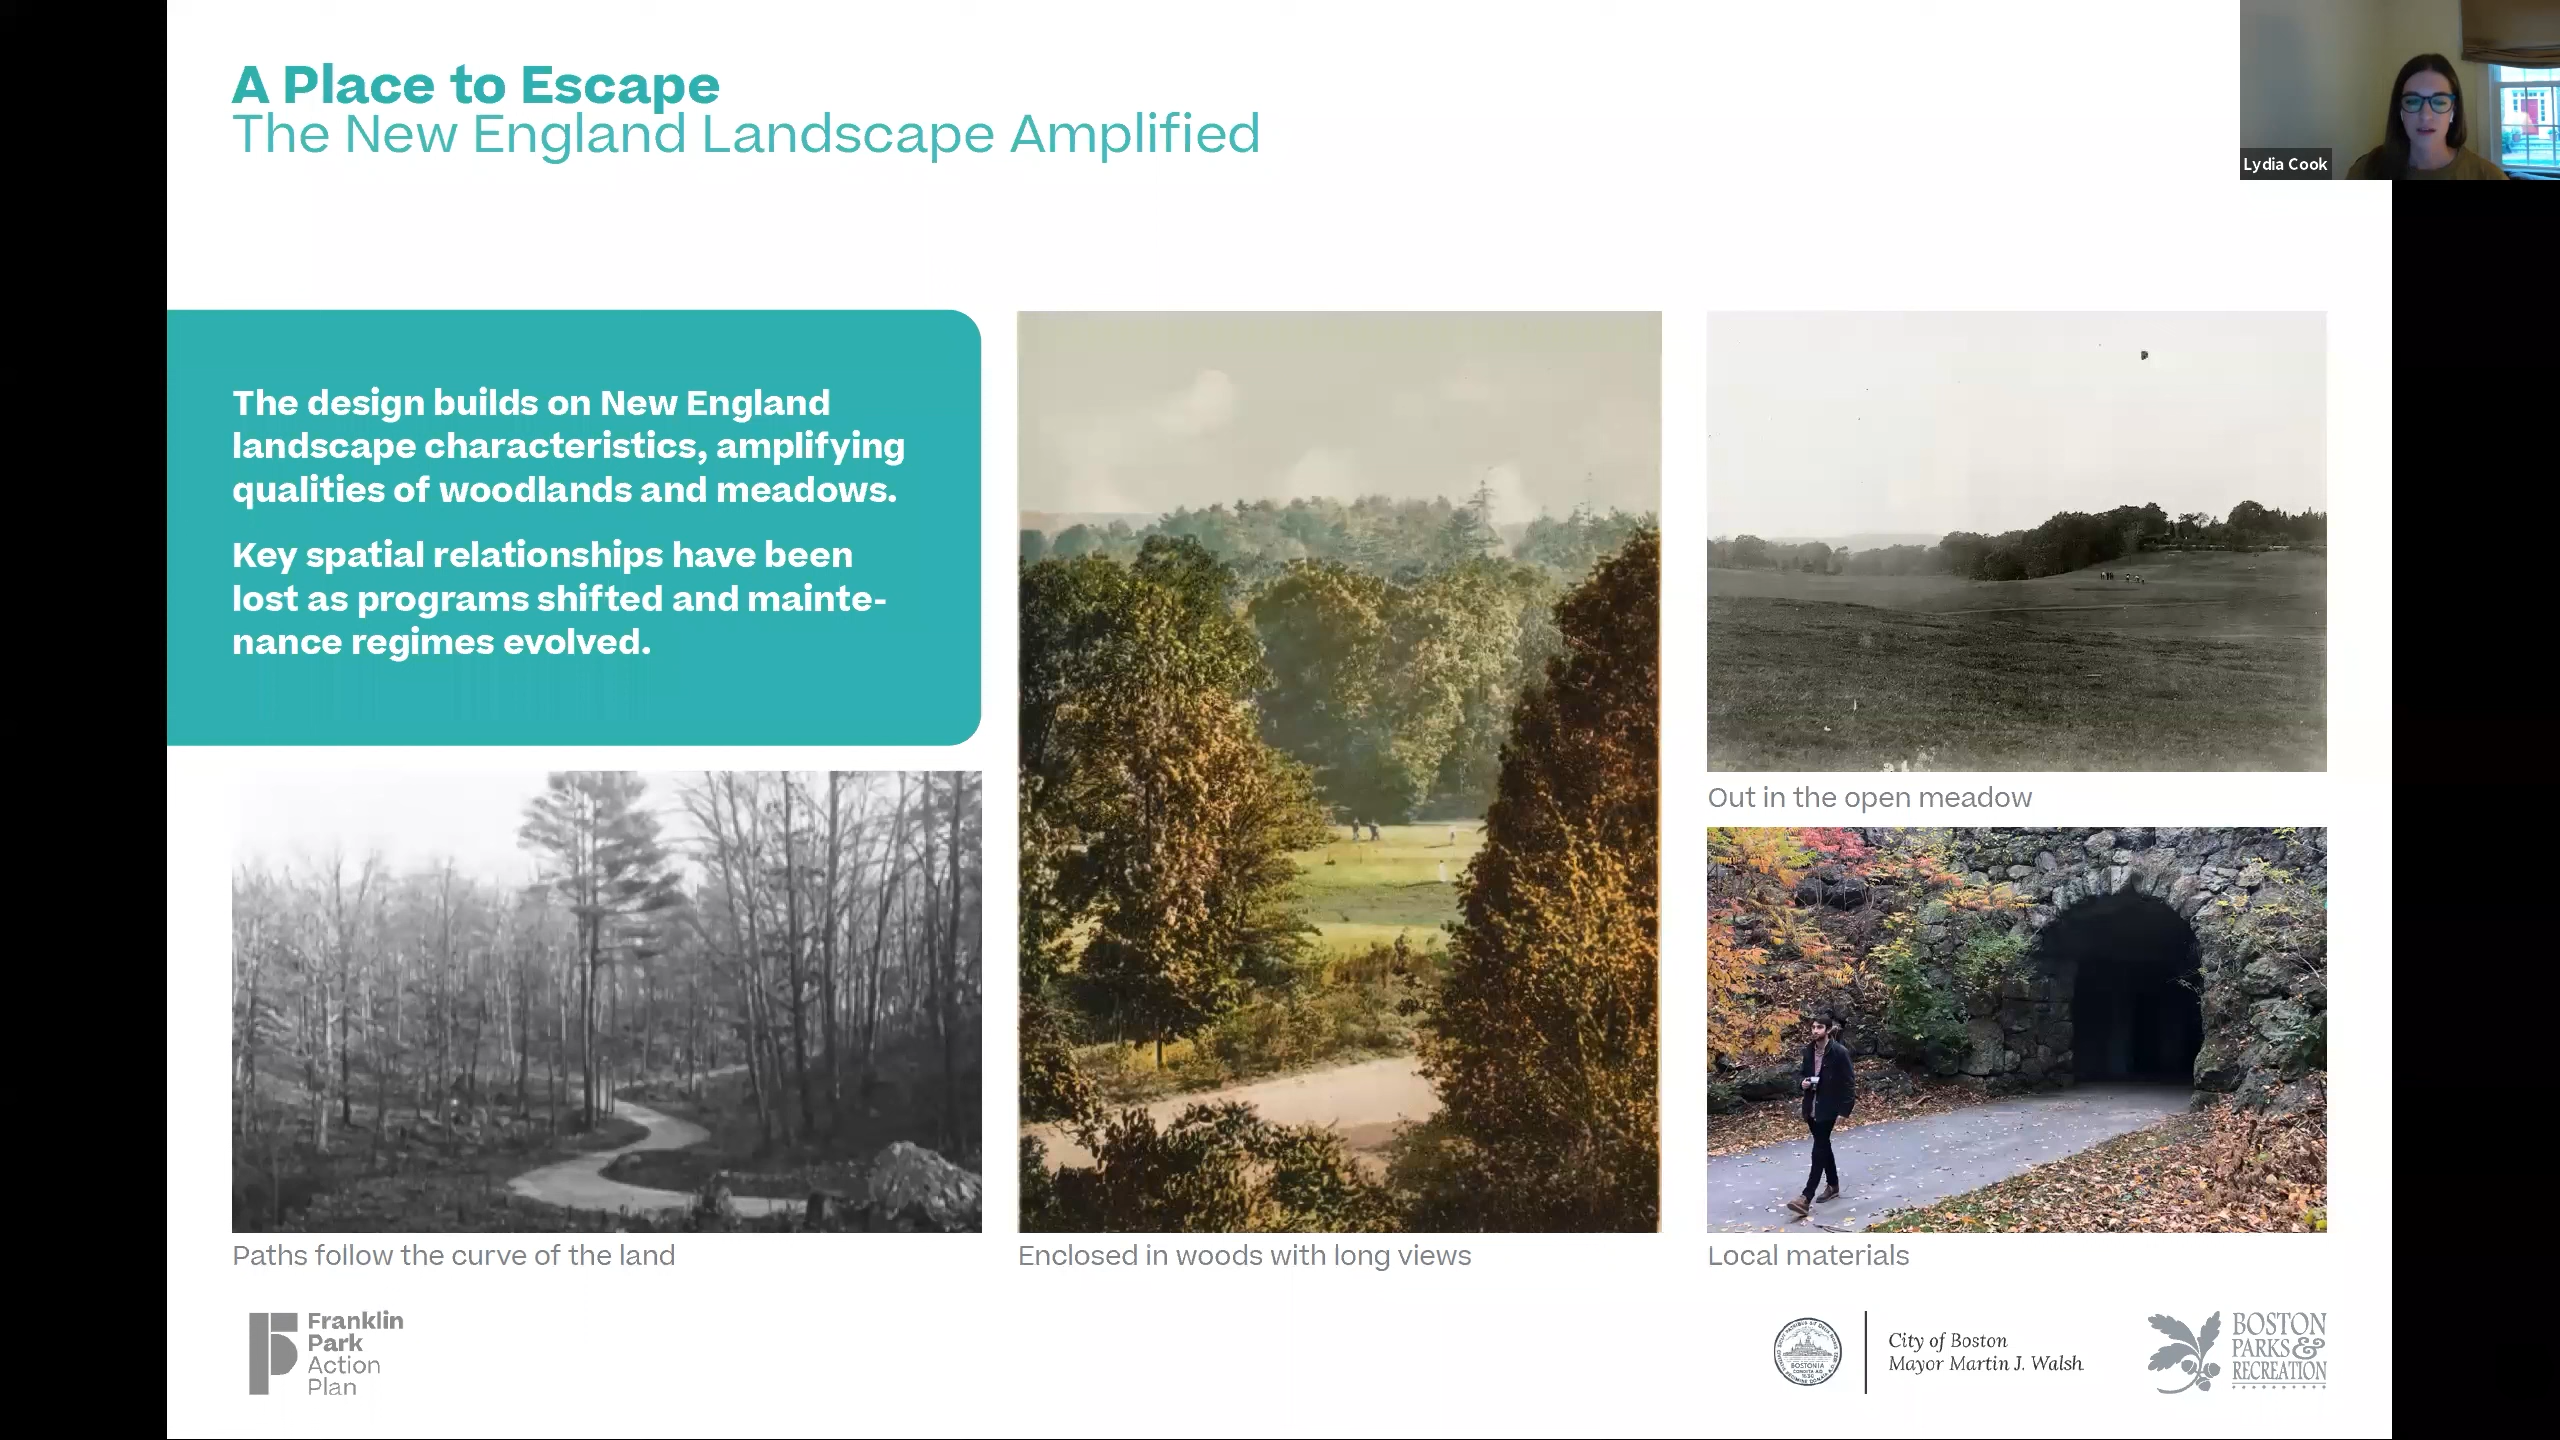 A Place to Escape
The New England Landscape Amplified
Lydia Cook
The design builds on New England
landscape characteristics, amplifying
qualities of woodlands and meadows.
Key spatial relationships have been
lost as programs shifted and mainte-
nance regimes evolved.
Out in the open meadow
Paths follow the curve of the land
Enclosed in woods with long views
Local materials
Franklin
Park
Action
Plan
BOSTONIA
CONDITA A.D.
1630
City of Boston
Mayor Martin J. Walsh
BOSTON
PARKS &
RECREATION